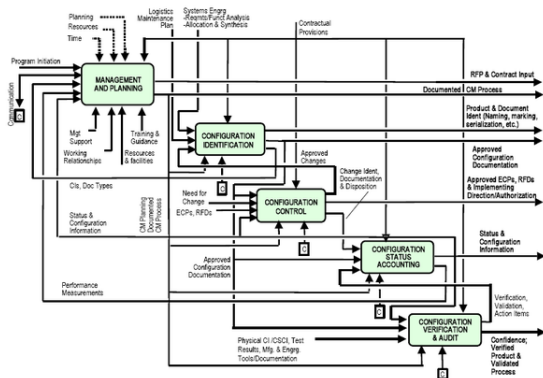 Planning
Resources
Time
Logistics
Maintenance
Plan
Systems Engrg
-Reqmts/Funct Analysis
-Allocation & Synthesis
Contractual
Provisions
Program Initiation
Communication
C
MANAGEMENT
AND PLANNING
RFP & Contract Input
Documented CM Process
Mgt
Support
Working
Relationships
Resources
& facilities
Training &
Guidance
CONFIGURATION
IDENTIFICATION
Product & Document
Ident (Naming, marking,
serialization, etc.)
Approved
Configuration
Documentation
C
Approved
Changes
CIs, Doc Types
Change Ident,
Documentation
& Disposition
Need for
Change
ECPs, RFDs
CONFIGURATION
CONTROL
Approved ECPs, RFDs
& Implementing
Direction/Authorization
C
Status &
Configuration
Information
CM Planning
Documented
CM Process
Approved
Configuration
Documentation
CONFIGURATION
STATUS
ACCOUNTING
Status &
Configuration
Information
C
Performance
Measurements
Verification,
Validation,
Action Items
Physical CI /CSCI, Test
Results, Mfg. & Engrg.
Tools/Documentation
CONFIGURATION
VERIFICATION
& AUDIT
Confidence;
Verified
Product &
Validated
Process
C